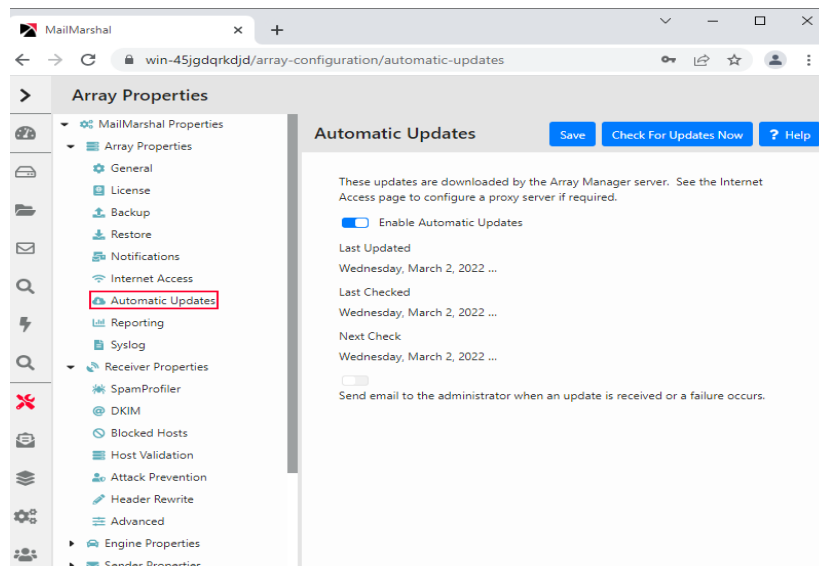 MailMarshal
win-45jgdqrkdjd/array-configuration/automatic-updates
Array Properties
MailMarshal Properties
Array Properties
General
License
Backup
Restore
Notifications
Internet Access
Automatic Updates
Reporting
Syslog
Receiver Properties
SpamProfiler
DKIM
Blocked Hosts
Host Validation
Attack Prevention
Header Rewrite
Advanced
Engine Properties
Sender Properties
Automatic Updates
Save
Check For Updates Now
? Help
These updates are downloaded by the Array Manager server. See the Internet
Access page to configure a proxy server if required.
Enable Automatic Updates
Last Updated
Wednesday, March 2, 2022 ...
Last Checked
Wednesday, March 2, 2022 ...
Next Check
Wednesday, March 2, 2022 ...
Send email to the administrator when an update is received or a failure occurs.